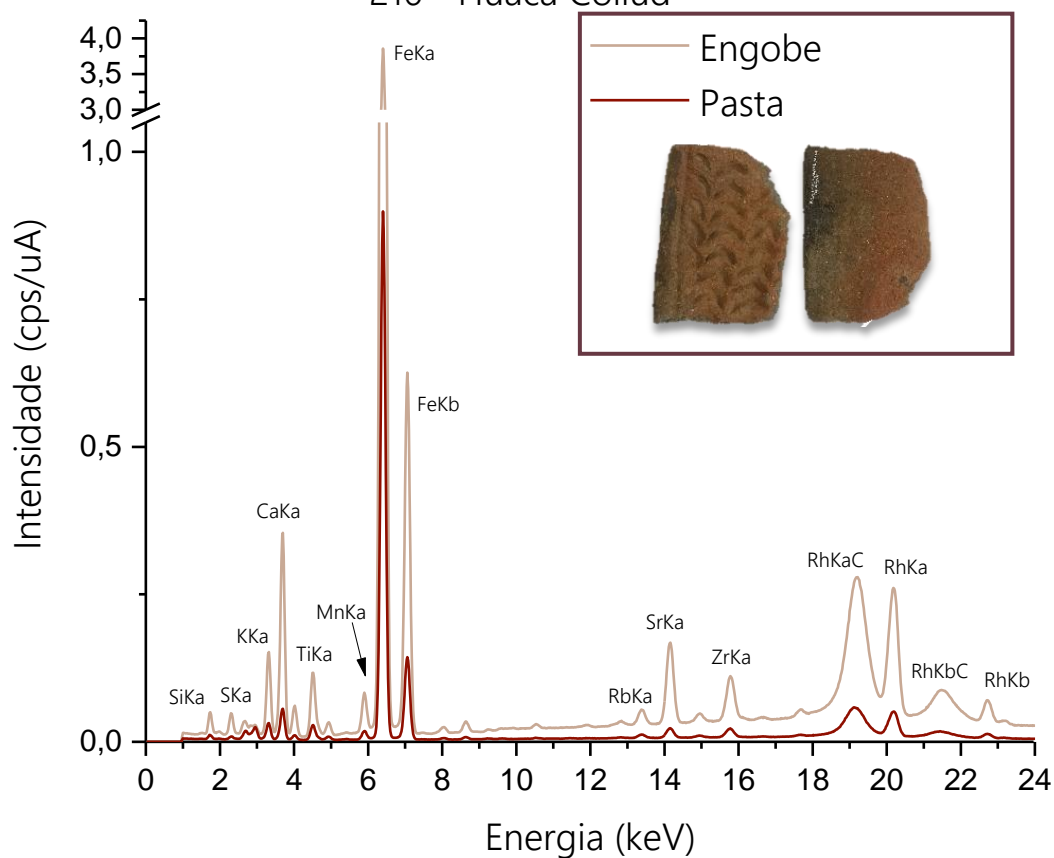 Engobe
Pasta
4,0
3,5
3,0
1,0
0,5
0,0
Intensidade (cps/uA)
FeKa
FeKb
CaKa
KKa
TiKa
MnKa
SiKa
SKa
RbKa
SrKa
ZrKa
RhKaC
RhKa
RhKbC
RhKb
0 2 4 6 8 10 12 14 16 18 20 22 24
Energia (keV)